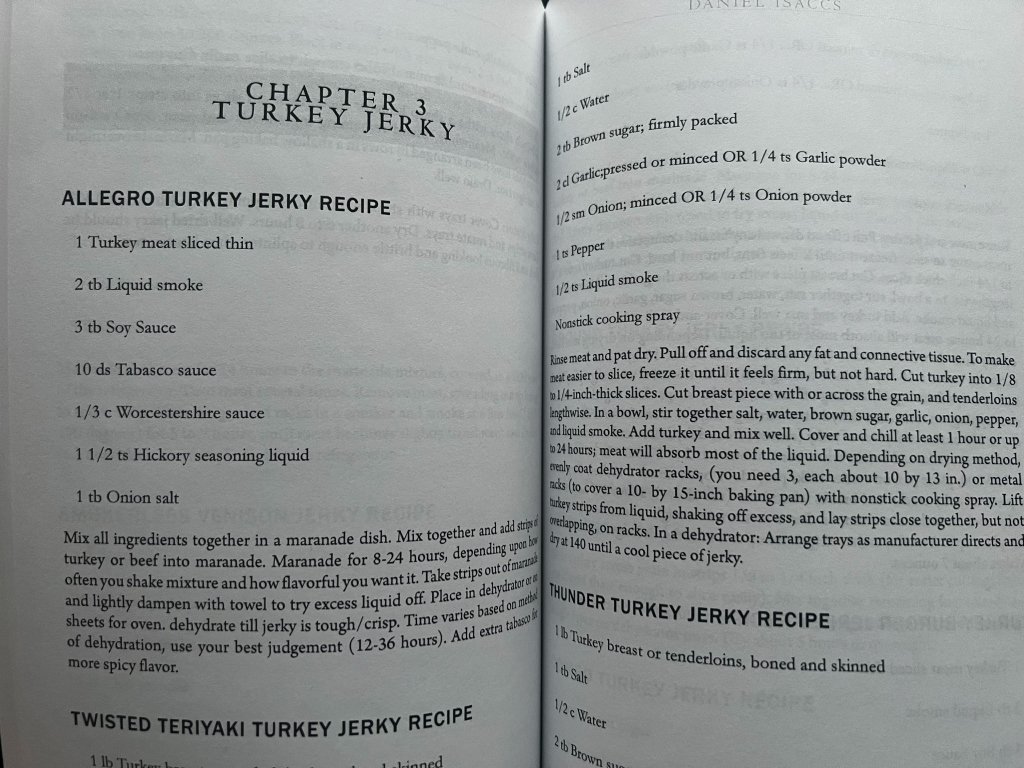 CHAPTER 3
TURKEY JERKY
ALLEGRO TURKEY JERKY RECIPE
1 Turkey meat sliced thin
2 tb Liquid smoke
3 tb Soy Sauce
10 ds Tabasco sauce
1/3 c Worcestershire sauce
1 1/2 ts Hickory seasoning liquid
1 tb Onion salt
Mix all ingredients together in a maranade dish. Mix together and add strips of
turkey or beef into maranade. Maranade for 8-24 hours, depending upon how
often you shake mixture and how flavorful you want it. Take strips out of maranade
and lightly dampen with towel to try excess liquid off. Place in dehydrator or on
sheets for oven. dehydrate till jerky is tough/crisp. Time varies based on method
of dehydration, use your best judgement (12-36 hours). Add extra tabasco for
more spicy flavor.
TWISTED TERIYAKI TURKEY JERKY RECIPE
1 lb Turkey skinned
DANIEL ISACCS
1 tb Salt
1/2 c Water
2 tb Brown sugar; firmly packed
2 cl Garlic;pressed or minced OR 1/4 ts Garlic powder
1/2 sm Onion; minced OR 1/4 ts Onion powder
1 ts Pepper
1/2 ts Liquid smoke
Nonstick cooking spray
Rinse meat and pat dry. Pull off and discard any fat and connective tissue. To make
meat easier to slice, freeze it until it feels firm, but not hard. Cut turkey into 1/8
to 1/4-inch-thick slices. Cut breast piece with or across the grain, and tenderloins
lengthwise. In a bowl, stir together salt, water, brown sugar, garlic, onion, pepper,
and liquid smoke. Add turkey and mix well. Cover and chill at least 1 hour or up
to 24 hours; meat will absorb most of the liquid. Depending on drying method,
evenly coat dehydrator racks, (you need 3, each about 10 by 13 in.) or metal
racks (to cover a 10- by 15-inch baking pan) with nonstick cooking spray. Lift
turkey strips from liquid, shaking off excess, and lay strips close together, but not
overlapping, on racks. In a dehydrator: Arrange trays as manufacturer directs and
dry at 140 until a cool piece of jerky.
THUNDER TURKEY JERKY RECIPE
1 lb Turkey breast or tenderloins, boned and skinned
1 tb Salt
1/2 c Water
2 tb Brown